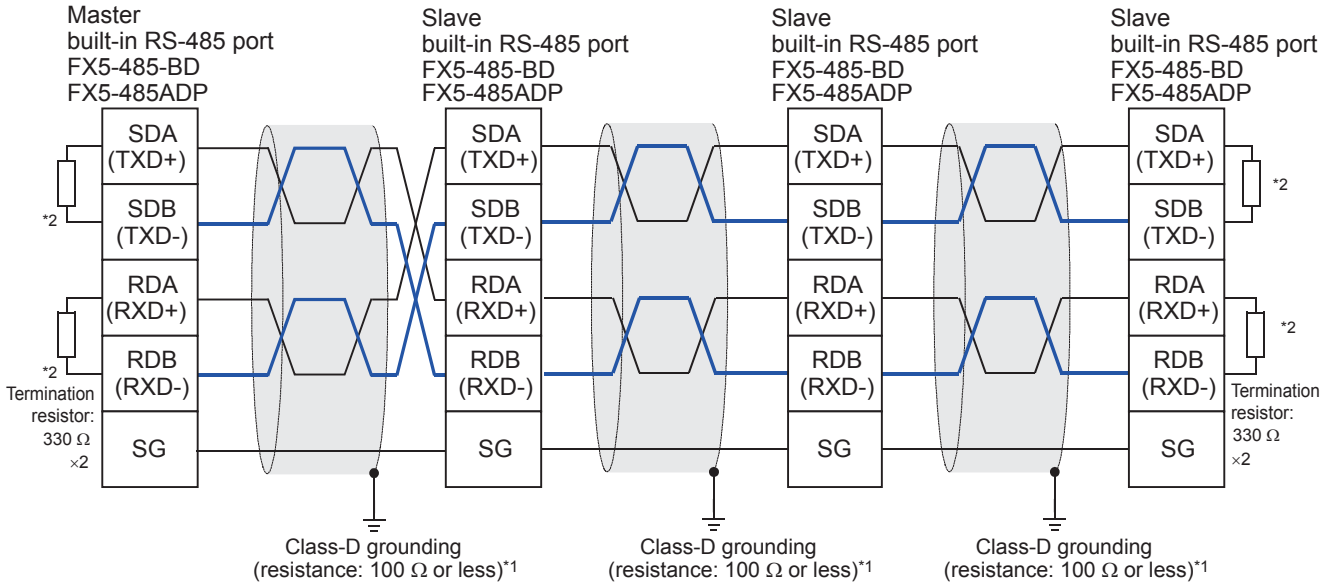 Master
built-in RS-485 port
FX5-485-BD
FX5-485ADP
Slave
built-in RS-485 port
FX5-485-BD
FX5-485ADP
Slave
built-in RS-485 port
FX5-485-BD
FX5-485ADP
Slave
built-in RS-485 port
FX5-485-BD
FX5-485ADP
*2
*2
Termination
resistor:
330 Ω
×2
SDA
(TXD+)
SDB
(TXD-)
RDA
(RXD+)
RDB
(RXD-)
SG
SDA
(TXD+)
SDB
(TXD-)
RDA
(RXD+)
RDB
(RXD-)
SG
SDA
(TXD+)
SDB
(TXD-)
RDA
(RXD+)
RDB
(RXD-)
SG
SDA
(TXD+)
SDB
(TXD-)
RDA
(RXD+)
RDB
(RXD-)
SG
*2
*2
Termination
resistor:
330 Ω
×2
Class-D grounding
(resistance: 100 Ω or less)*1
Class-D grounding
(resistance: 100 Ω or less)*1
Class-D grounding
(resistance: 100 Ω or less)*1